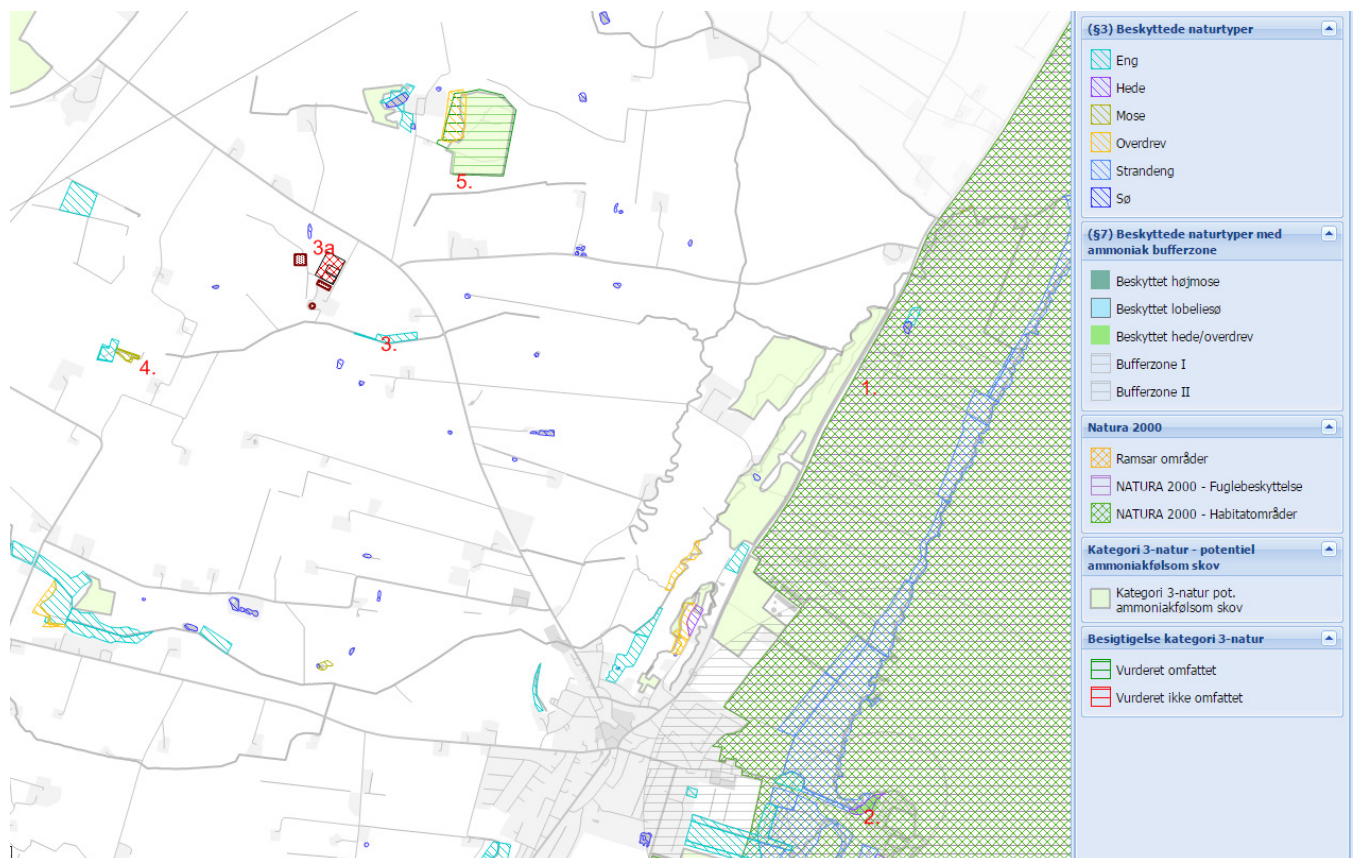 5.
3a
3.
4.
1.
2.
(§3) Beskyttede naturtyper
Eng
Hede
Mose
Overdrev
Strandeng
Sø
(§7) Beskyttede naturtyper med
ammoniak bufferzone
Beskyttet højmose
Beskyttet lobeliesø
Beskyttet hede/overdrev
Bufferzone I
Bufferzone II
Natura 2000
Ramsar områder
NATURA 2000 - Fuglebeskyttelse
NATURA 2000 - Habitatområder
Kategori 3-natur - potentiel
ammoniakfølsom skov
Kategori 3-natur pot.
ammoniakfølsom skov
Besigtigelse kategori 3-natur
Vurderet omfattet
Vurderet ikke omfattet